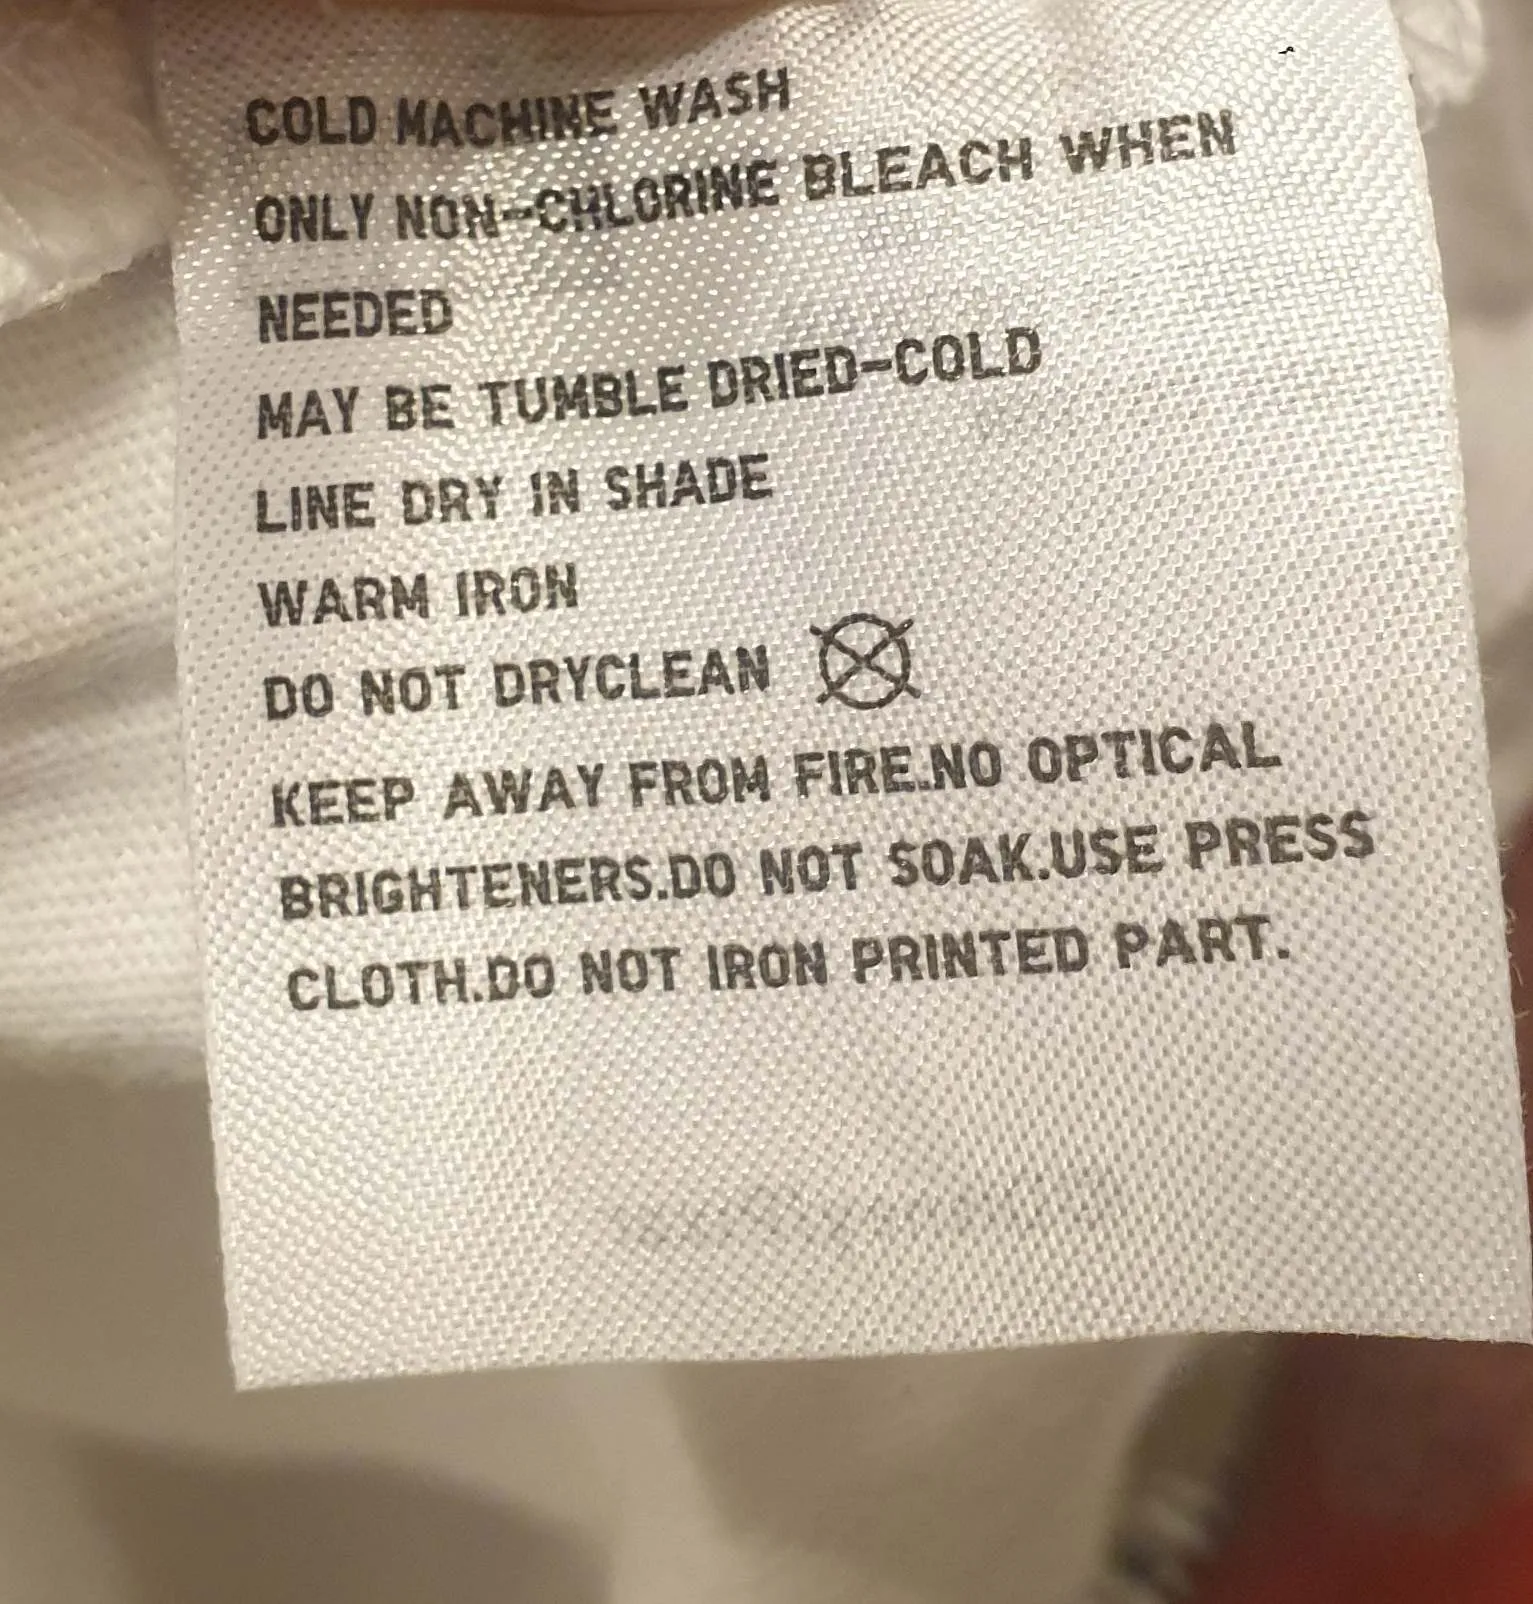 COLD MACHINE WASH
ONLY NON-CHLORINE BLEACH WHEN
NEEDED
MAY BE TUMBLE DRIED-COLD
LINE DRY IN SHADE
WARM IRON
DO NOT DRYCLEAN
KEEP AWAY FROM FIRE.NO OPTICAL
BRIGHTENERS.DO NOT SOAK.USE PRESS
CLOTH.DO NOT IRON PRINTED PART.